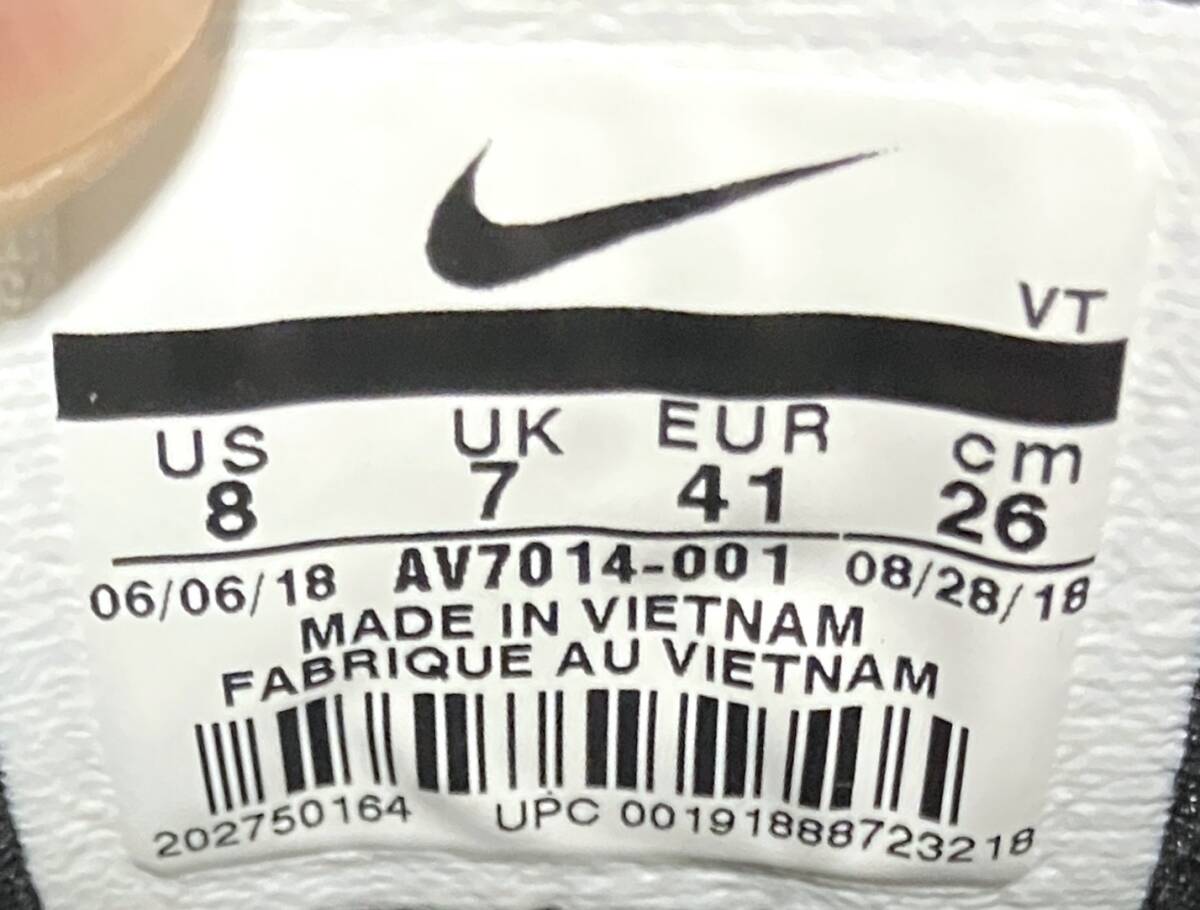 VT
US UK EUR cm
8 7 41 26
06/06/18 AV7014-001 08/28/18
MADE IN VIETNAM
FABRIQUE AU VIETNAM
202750164 UPC 00191888723218